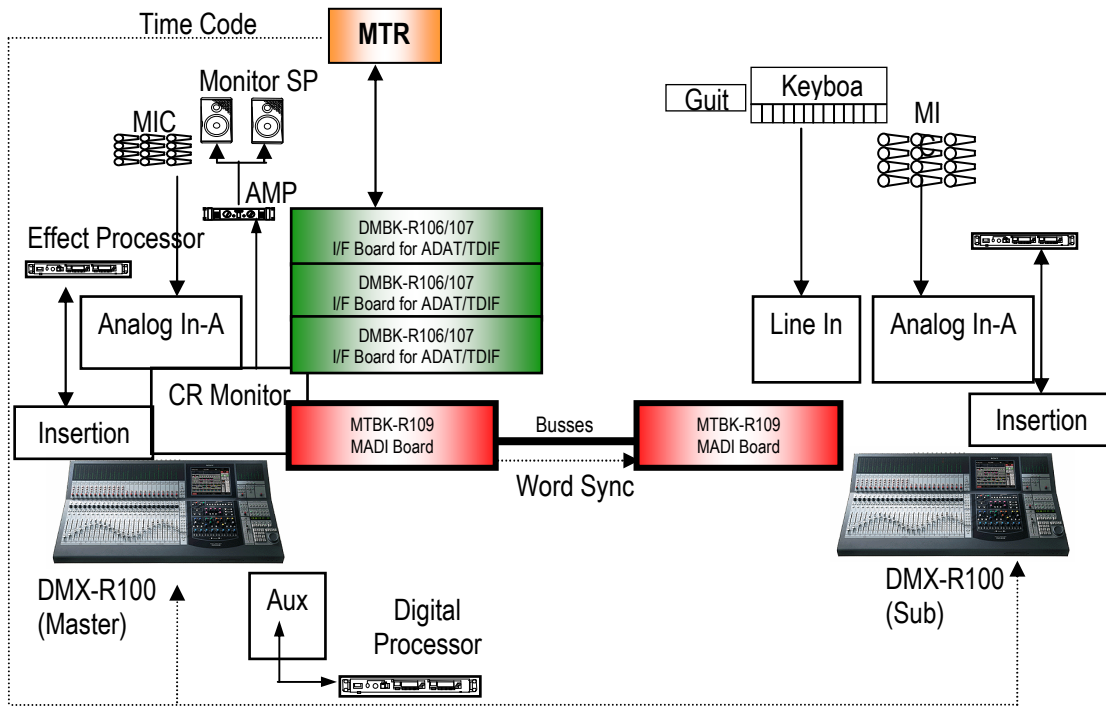 Time Code
MTR
Monitor SP
MIC
AMP
Effect Processor
DMBK-R106/107
I/F Board for ADAT/TDIF
DMBK-R106/107
I/F Board for ADAT/TDIF
DMBK-R106/107
I/F Board for ADAT/TDIF
Analog In-A
CR Monitor
Insertion
MTBK-R109
MADI Board
Busses
Word Sync
MTBK-R109
MADI Board
Guit
Keyboa
MI
C
Line In
Analog In-A
Insertion
DMX-R100
(Master)
Aux
Digital
Processor
DMX-R100
(Sub)